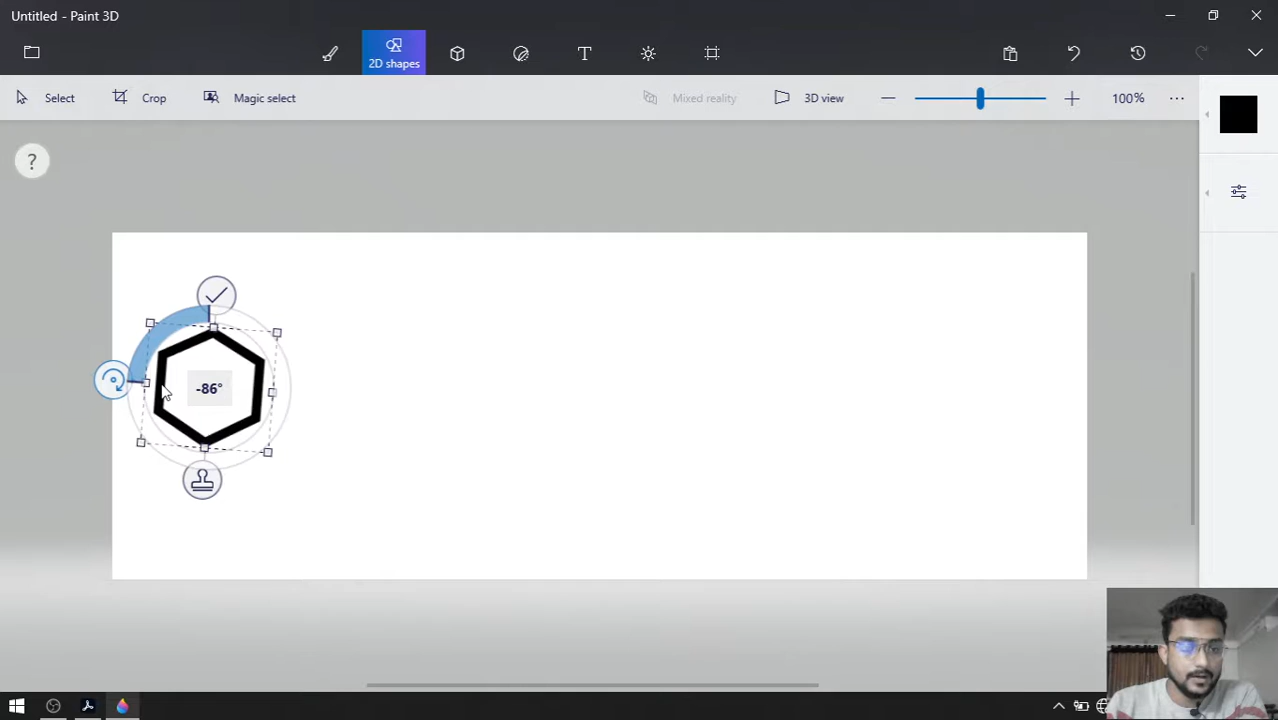 Untitled - Paint 3D
2D shapes
Select
Crop
Magic select
Mixed reality
3D view
100%
?
-86°